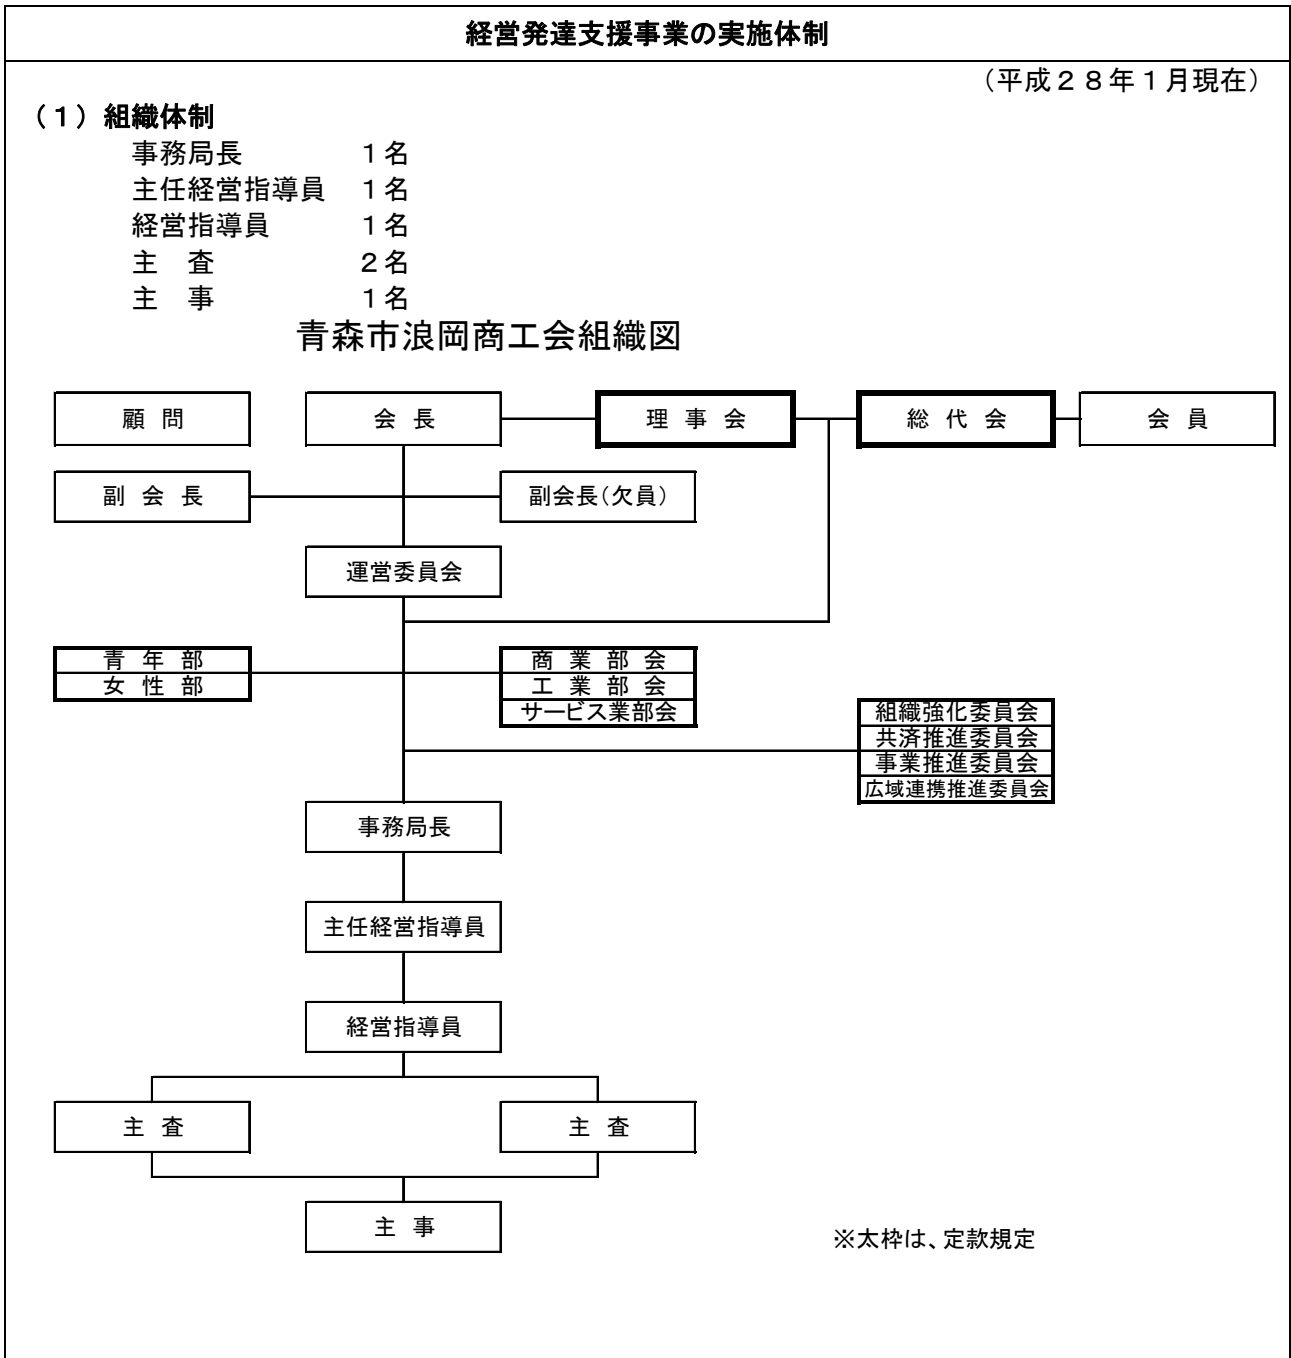 経営発達支援事業の実施体制
（平成２８年１月現在）
（１）組織体制
事務局長　１名
主任経営指導員　１名
経営指導員　１名
主　査　２名
主　事　１名
青森市浪岡商工会組織図
顧 問　会 長　理 事 会　総 代 会　会 員
副 会 長　副会長（欠員）
運営委員会
青 年 部　商 業 部 会
女 性 部　工 業 部 会
サービス業部会
組織強化委員会
共済推進委員会
事業推進委員会
広域連携推進委員会
事務局長
主任経営指導員
経営指導員
主 査　主 査
主 事
※太枠は、定款規定